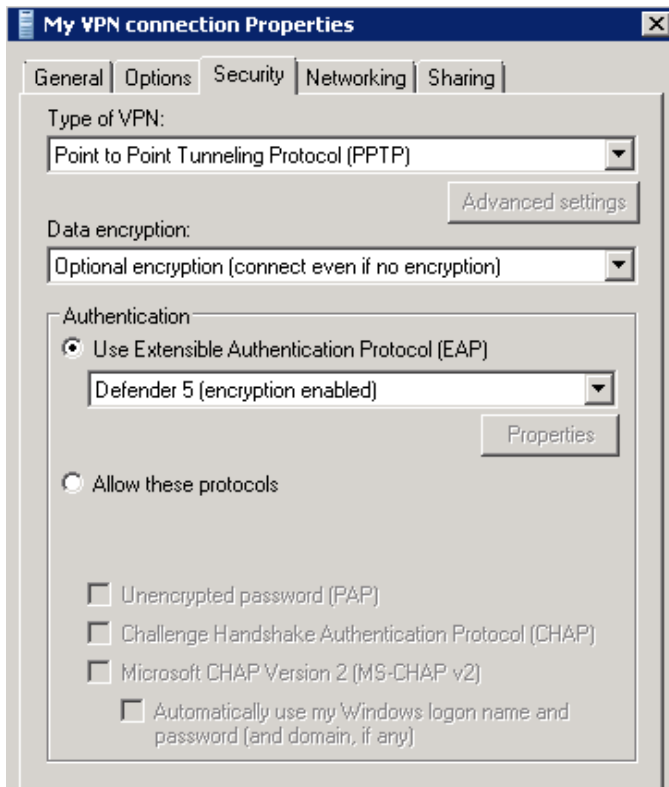 My VPN connection Properties
General Options Security Networking Sharing
Type of VPN:
Point to Point Tunneling Protocol (PPTP)
Advanced settings
Data encryption:
Optional encryption (connect even if no encryption)
Authentication
Use Extensible Authentication Protocol (EAP)
Defender 5 (encryption enabled)
Properties
Allow these protocols
Unencrypted password (PAP)
Challenge Handshake Authentication Protocol (CHAP)
Microsoft CHAP Version 2 (MS-CHAP v2)
Automatically use my Windows logon name and
password (and domain, if any)